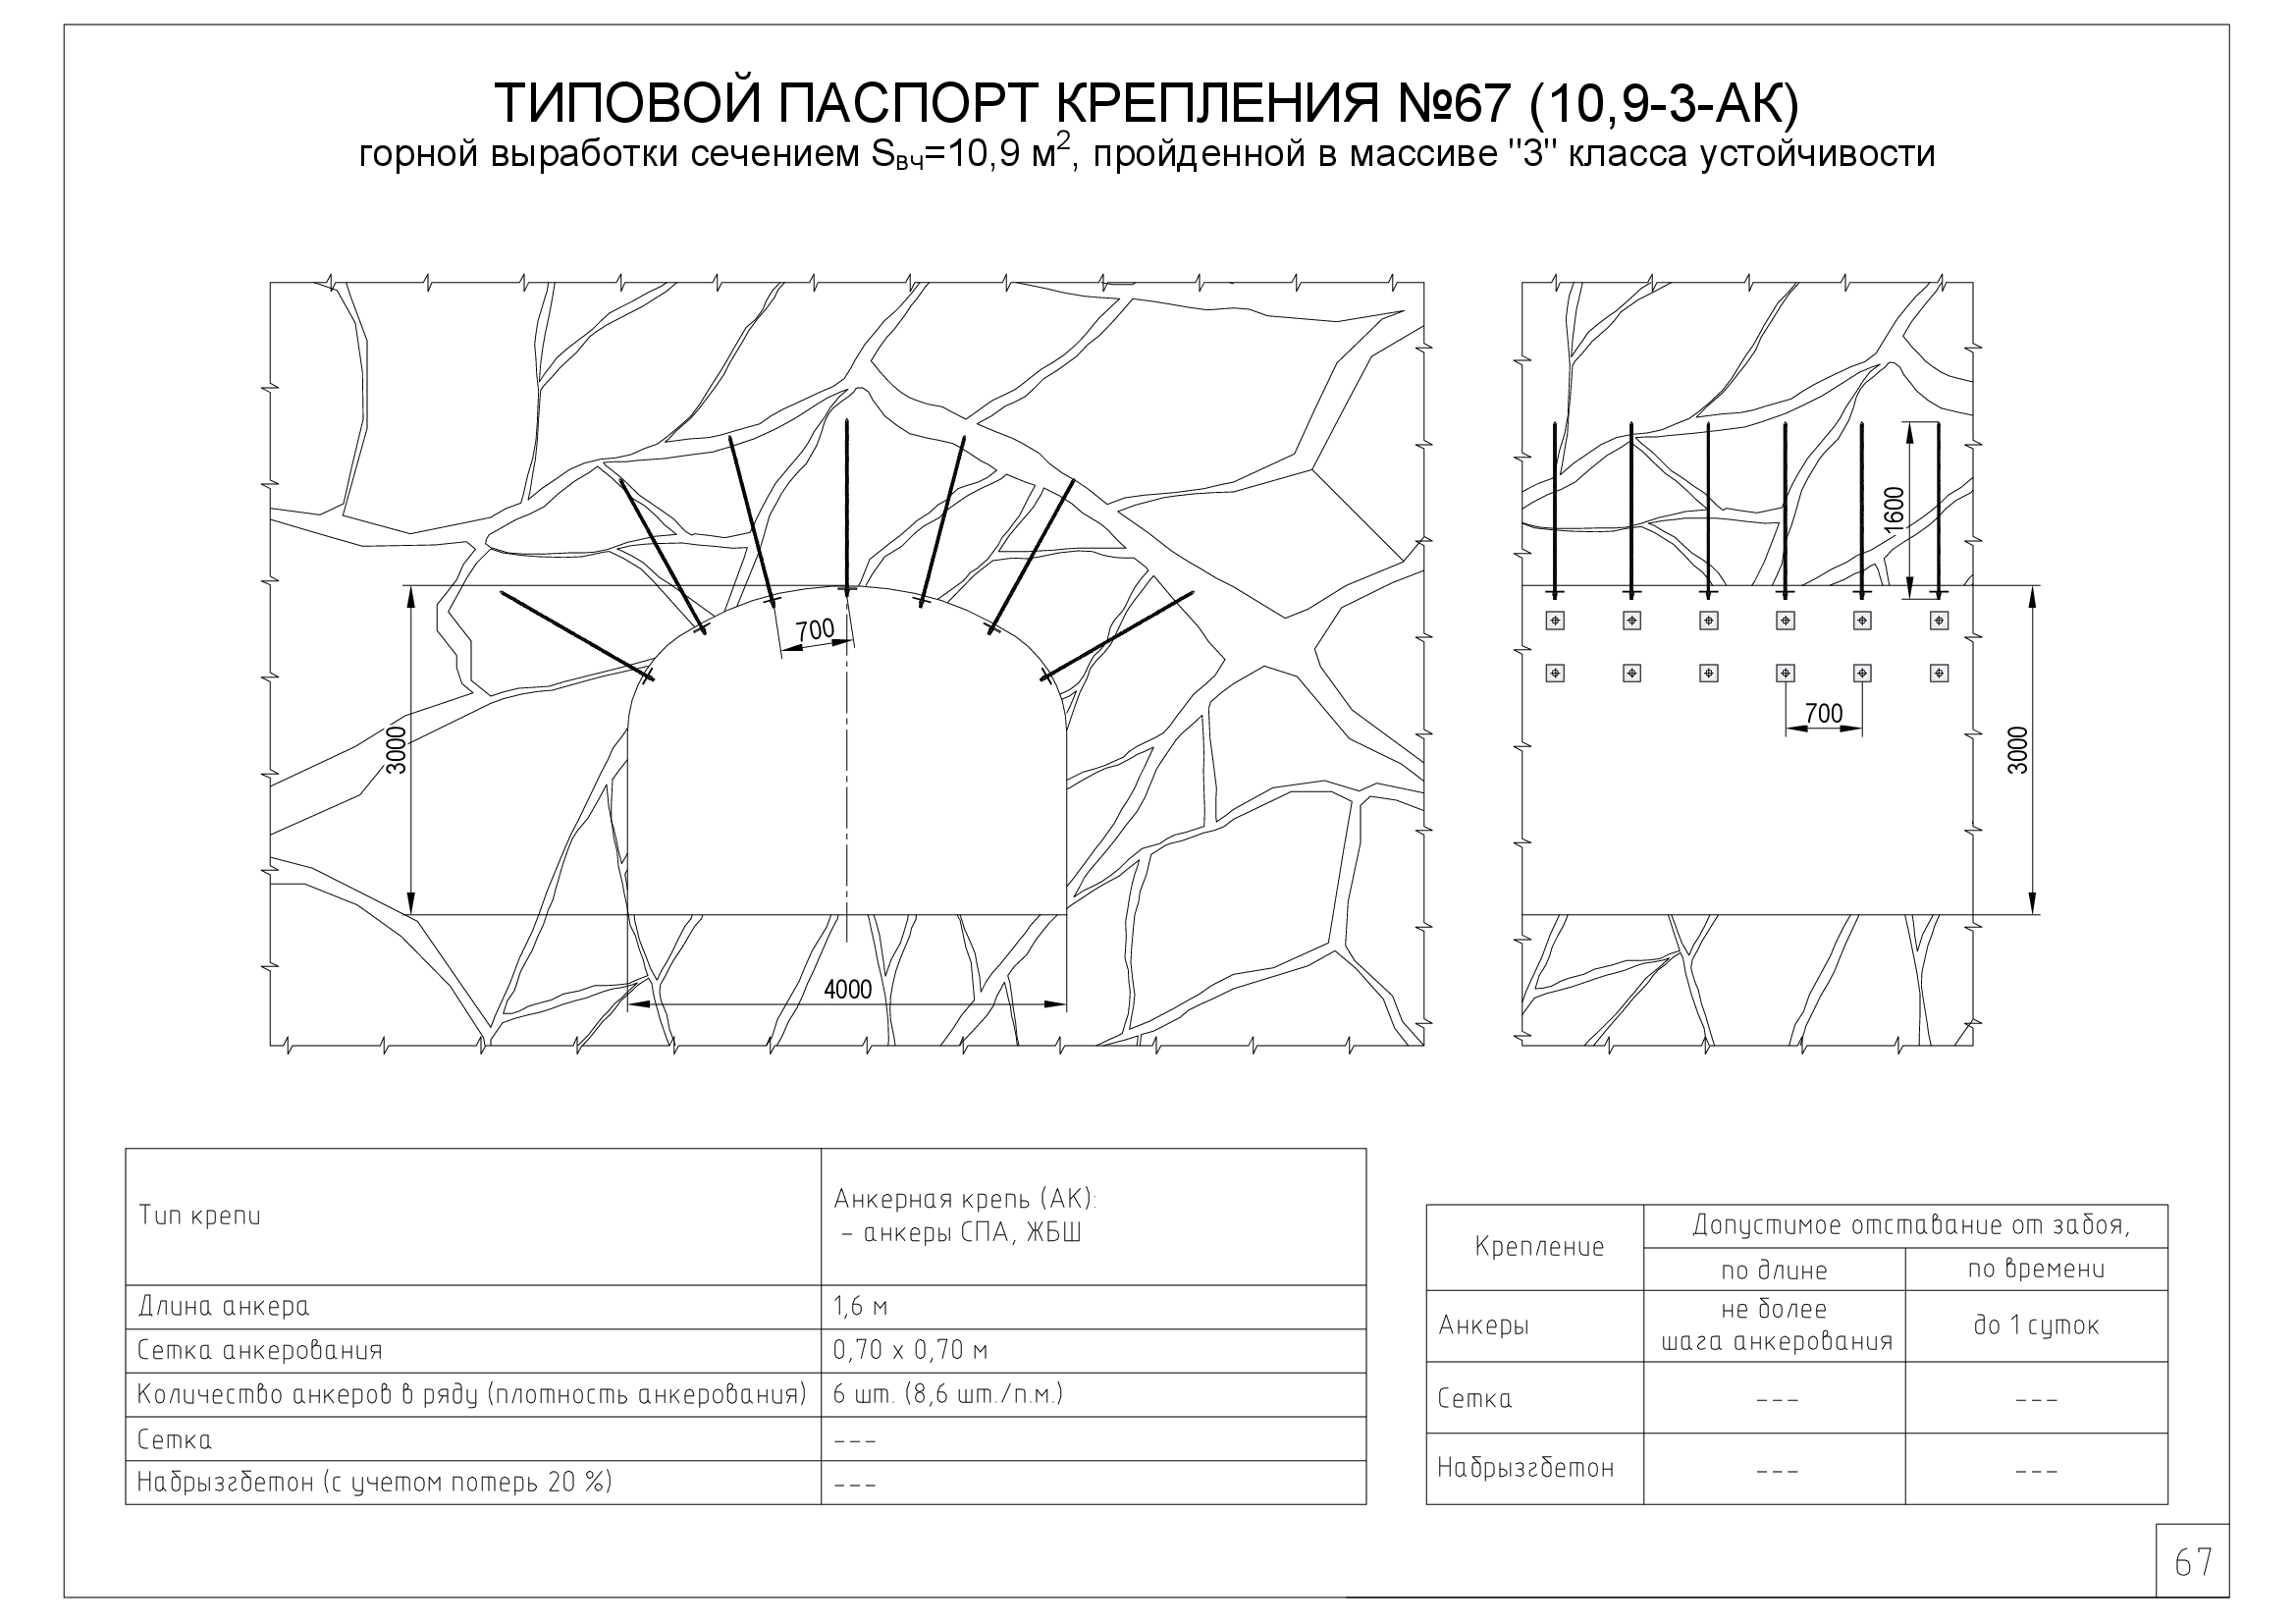 ТИПОВОЙ ПАСПОРТ КРЕПЛЕНИЯ №67 (10,9-3-АК)
горной выработки сечением Sвч=10,9 м², пройденной в массиве "3" класса устойчивости
700
3000
4000
1600
700
3000
Тип крепи
Анкерная крепь (АК):
- анкеры СПА, ЖБШ
Длина анкера
1,6 м
Сетка анкерования
0,70 х 0,70 м
Количество анкеров в ряду (плотность анкерования)
6 шт. (8,6 шт./п.м.)
Сетка
---
Набрызгбетон (с учетом потерь 20 %)
---
Крепление
Допустимое отставание от забоя,
по длине
по времени
Анкеры
не более
шага анкерования
до 1 суток
Сетка
---
---
Набрызгбетон
---
---
67